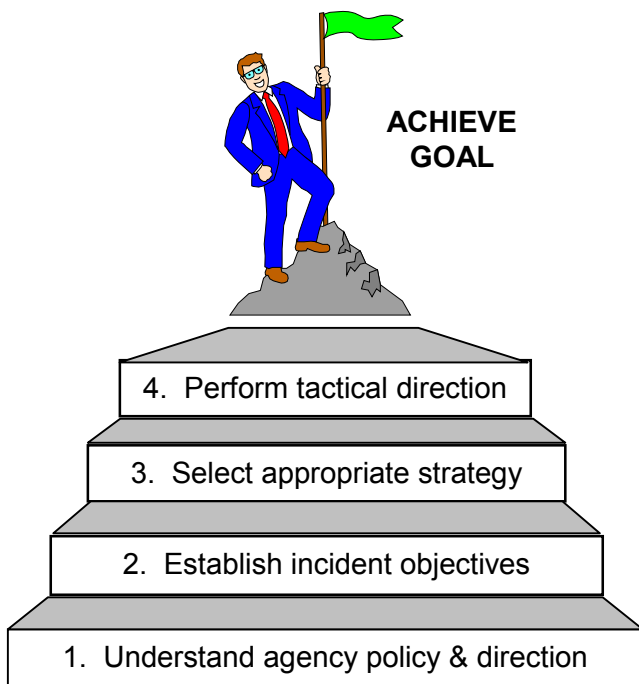 ACHIEVE
GOAL
4. Perform tactical direction
3. Select appropriate strategy
2. Establish incident objectives
1. Understand agency policy & direction